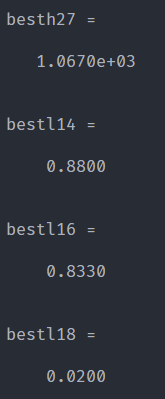 besth27 =
1.0670e+03
bestl14 =
0.8800
bestl16 =
0.8330
bestl18 =
0.0200